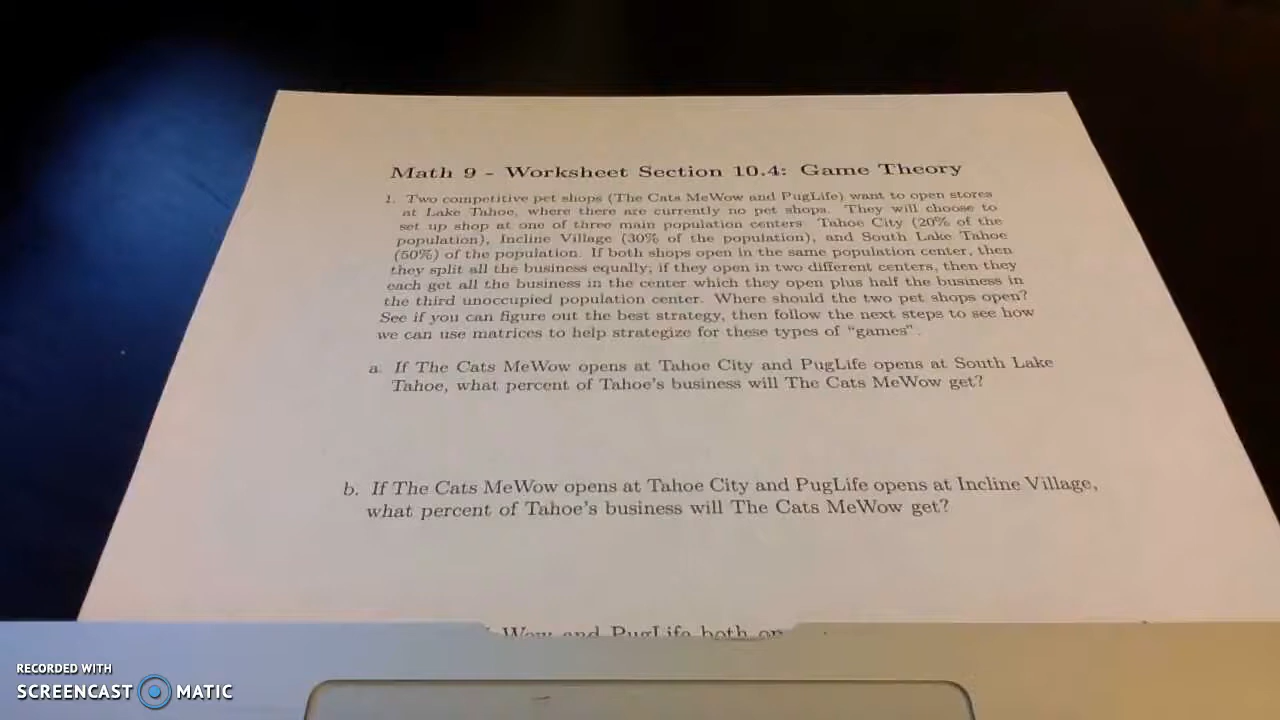 Math 9 - Worksheet Section 10.4: Game Theory
1. Two competitive pet shops (The Cats MeWow and PugLife) want to open stores
at Lake Tahoe, where there are currently no pet shops. They will choose to
set up shop at one of three main population centers Tahoe City (20% of the
population), Incline Village (30% of the population), and South Lake Tahoe
(50%) of the population. If both shops open in the same population center, then
they split all the business equally; if they open in two different centers, then they
each get all the business in the center which they open plus half the business in
the third unoccupied population center. Where should the two pet shops open?
See if you can figure out the best strategy, then follow the next steps to see how
we can use matrices to help strategize for these types of "games".
a. If The Cats MeWow opens at Tahoe City and PugLife opens at South Lake
Tahoe, what percent of Tahoe's business will The Cats MeWow get?
b. If The Cats MeWow opens at Tahoe City and PugLife opens at Incline Village,
what percent of Tahoe's business will The Cats MeWow get?
Wow and PugLife both op
RECORDED WITH
SCREENCAST MATIC